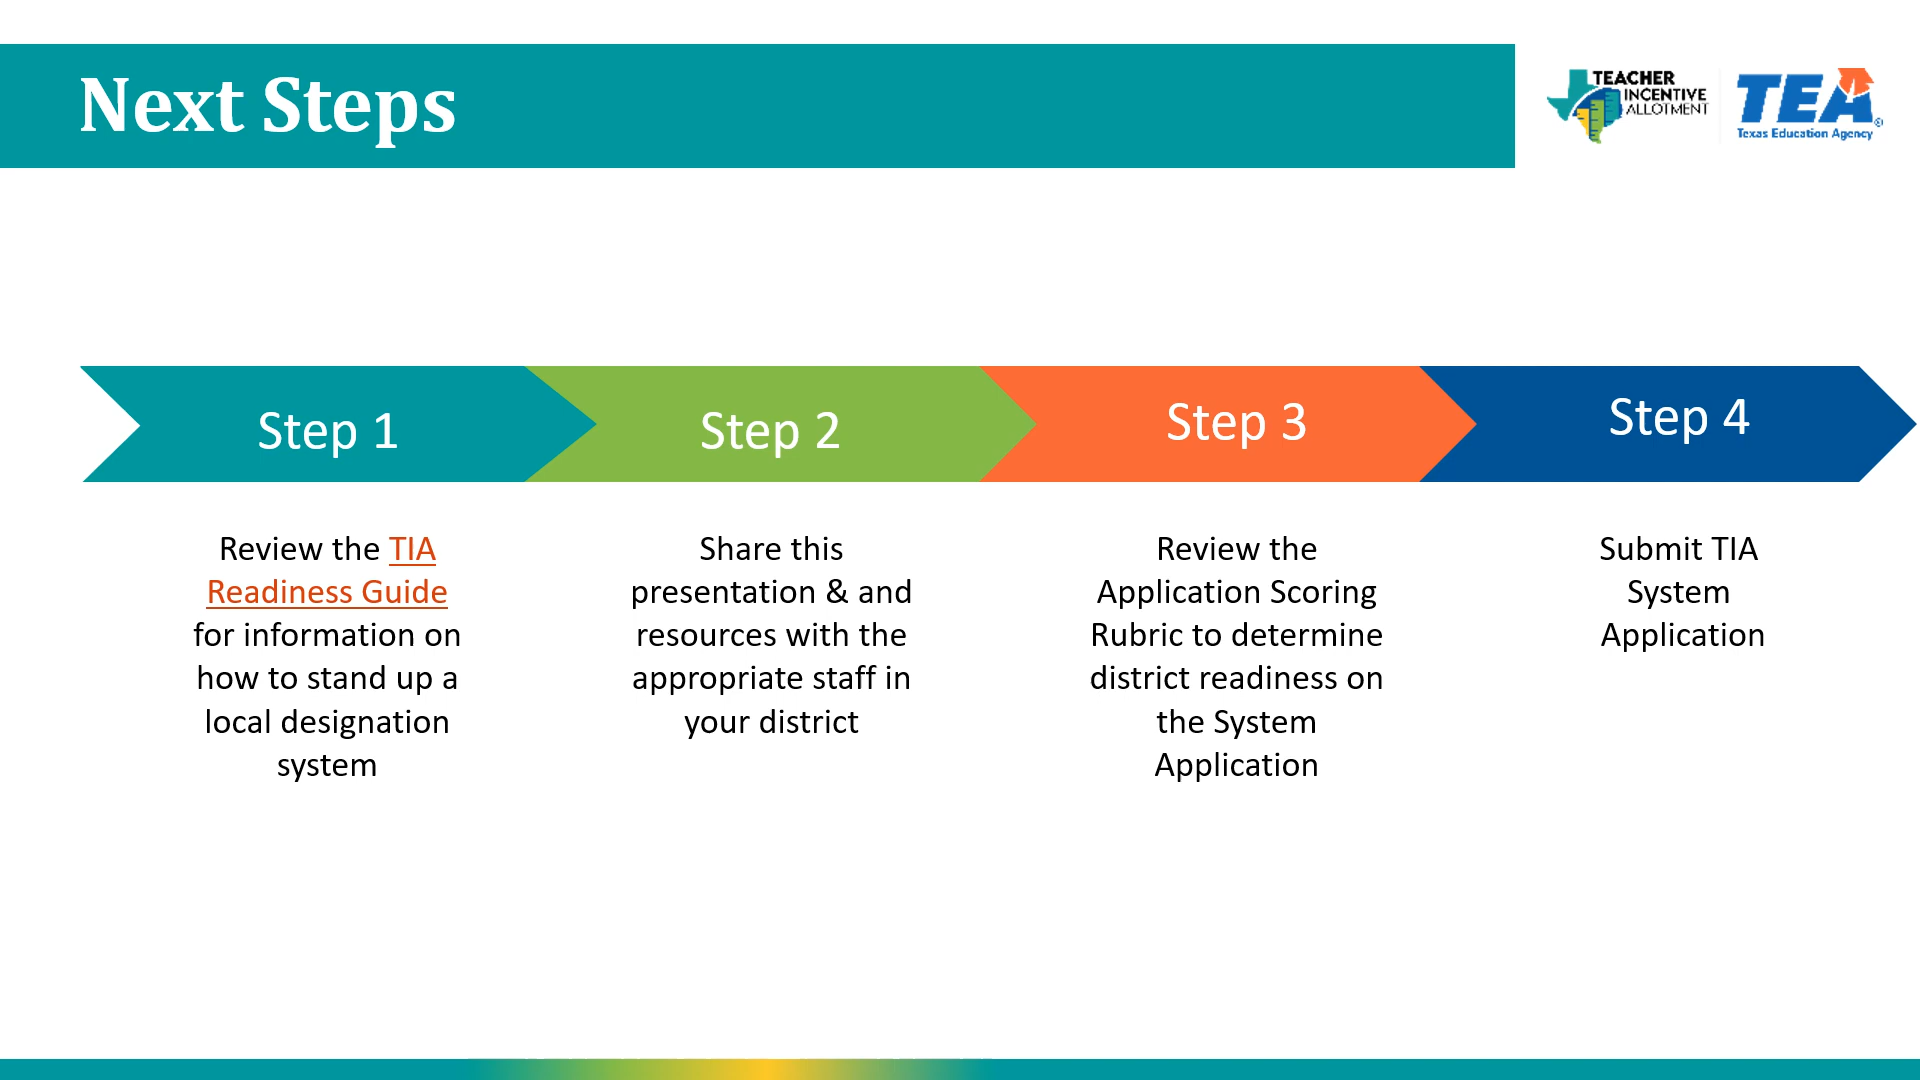 Next Steps
TEACHER
INCENTIVE
ALLOTMENT
TEA®
Texas Education Agency
Step 1
Step 2
Step 3
Step 4
Review the TIA
Readiness Guide
for information on
how to stand up a
local designation
system
Share this
presentation & and
resources with the
appropriate staff in
your district
Review the
Application Scoring
Rubric to determine
district readiness on
the System
Application
Submit TIA
System
Application